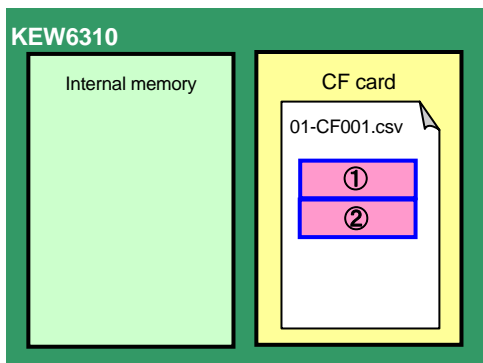 KEW6310
Internal memory
CF card
01-CF001.csv
①
②